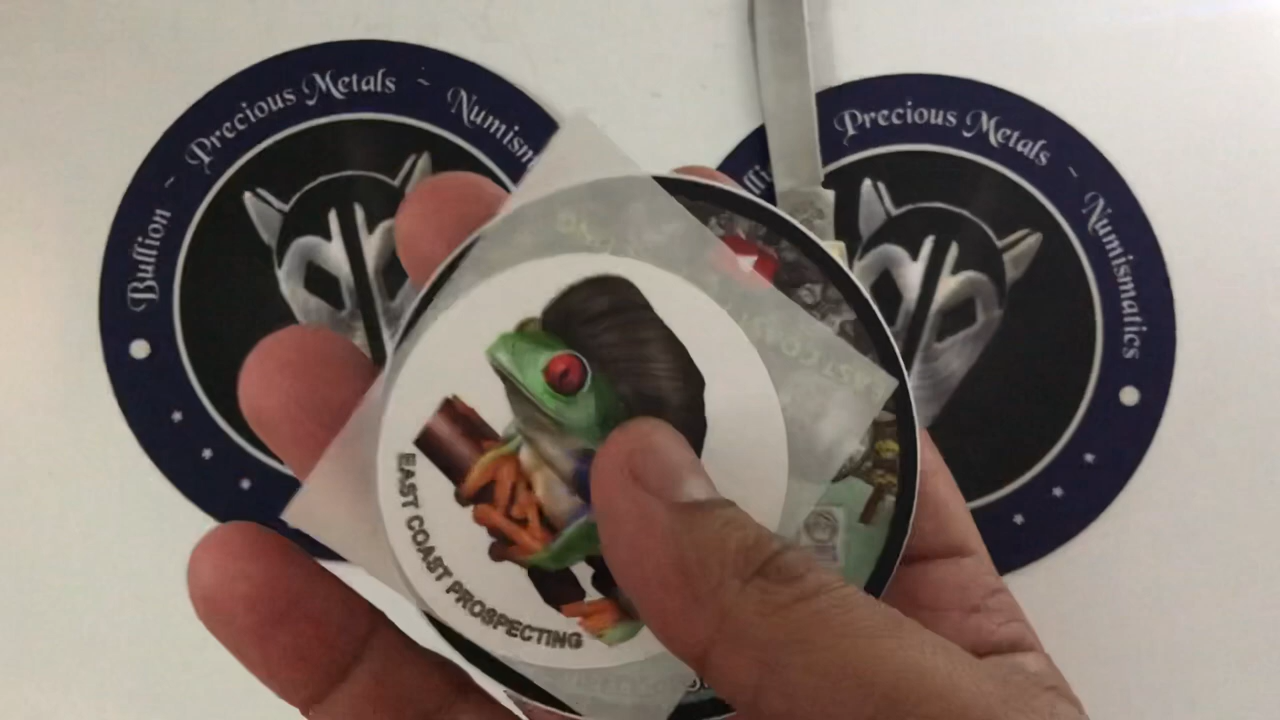 Bullion ~ Precious Metals ~ Numism
Precious Metals ~ Numismatics
EAST COAST PROSPECTING